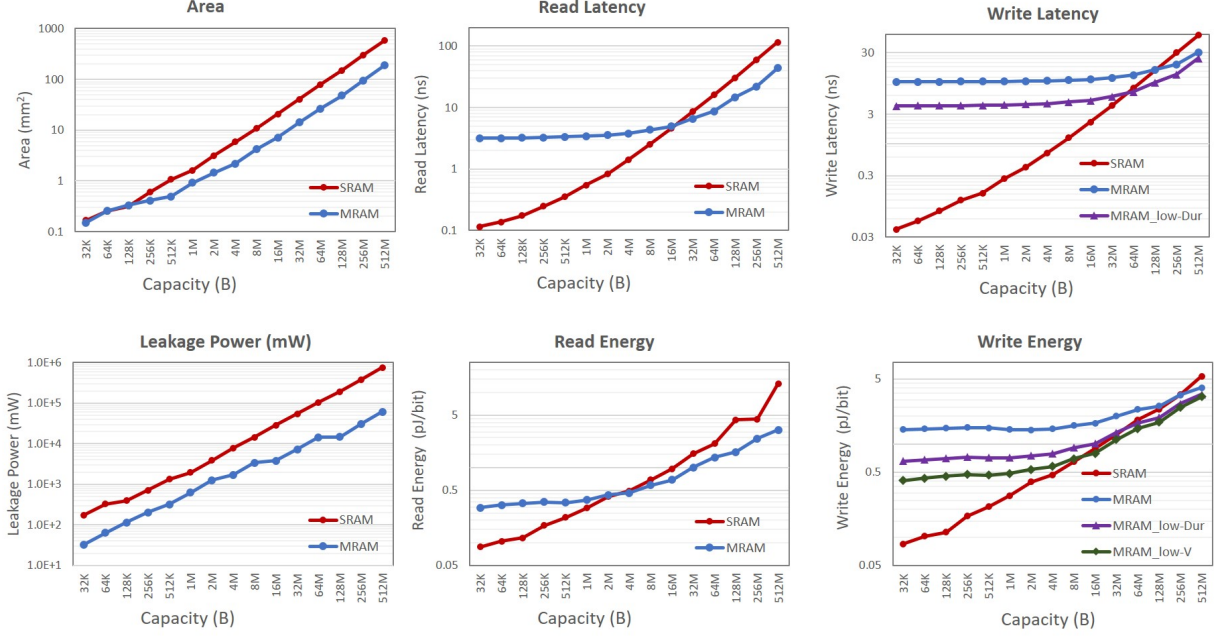 Area
Area (mm²)
1000
100
10
1
0.1
SRAM
MRAM
32K
64K
128K
256K
512K
1M
2M
4M
8M
16M
32M
64M
128M
256M
512M
Capacity (B)
Read Latency
Read Latency (ns)
100
10
1
0.1
SRAM
MRAM
32K
64K
128K
256K
512K
1M
2M
4M
8M
16M
32M
64M
128M
256M
512M
Capacity (B)
Write Latency
Write Latency (ns)
30
3
0.3
0.03
SRAM
MRAM
MRAM_low-Dur
32K
64K
128K
256K
512K
1M
2M
4M
8M
16M
32M
64M
128M
256M
512M
Capacity (B)
Leakage Power (mW)
Leakage Power (mW)
1.0E+6
1.0E+5
1.0E+4
1.0E+3
1.0E+2
1.0E+1
SRAM
MRAM
32K
64K
128K
256K
512K
1M
2M
4M
8M
16M
32M
64M
128M
256M
512M
Capacity (B)
Read Energy
Read Energy (pJ/bit)
5
0.5
0.05
SRAM
MRAM
32K
64K
128K
256K
512K
1M
2M
4M
8M
16M
32M
64M
128M
256M
512M
Capacity (B)
Write Energy
Write Energy (pJ/bit)
5
0.5
0.05
SRAM
MRAM
MRAM_low-Dur
MRAM_low-V
32K
64K
128K
256K
512K
1M
2M
4M
8M
16M
32M
64M
128M
256M
512M
Capacity (B)